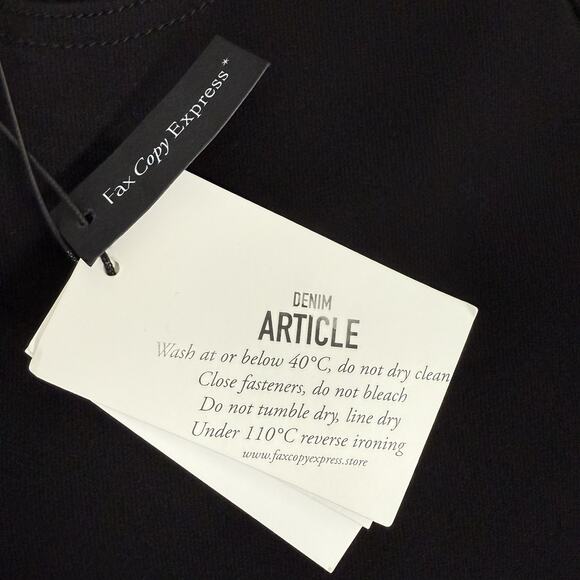 Fax Copy Express*
DENIM
ARTICLE
Wash at or below 40°C, do not dry clean
Close fasteners, do not bleach
Do not tumble dry, line dry
Under 110°C reverse ironing
www.faxcopyexpress.store